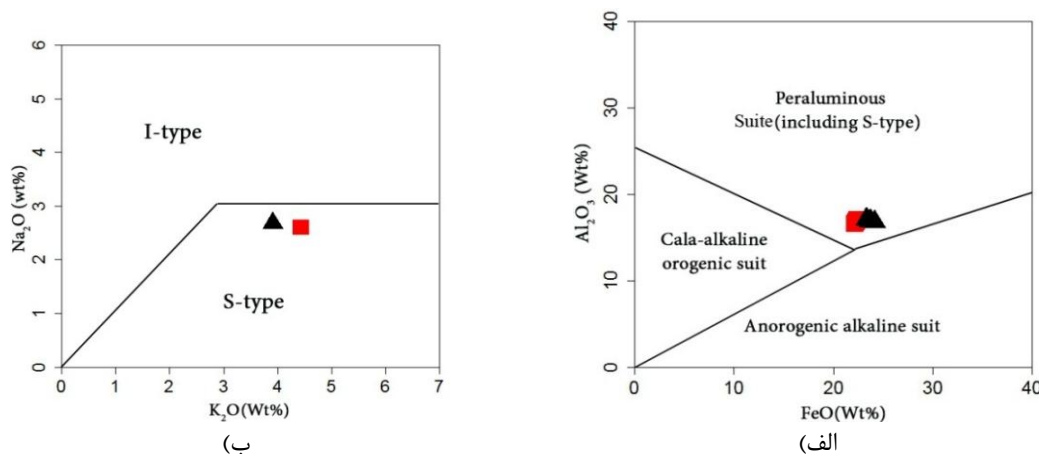 6
5
4
3
2
1
0
Na₂O (wt%)
I-type
S-type
0 1 2 3 4 5 6 7
K₂O(Wt%)
ب)
40
30
20
10
0
Al₂O₃ (Wt%)
Peraluminous
Suite(including S-type)
Cala-alkaline
orogenic suit
Anorogenic alkaline suit
0 10 20 30 40
FeO(Wt%)
الف)